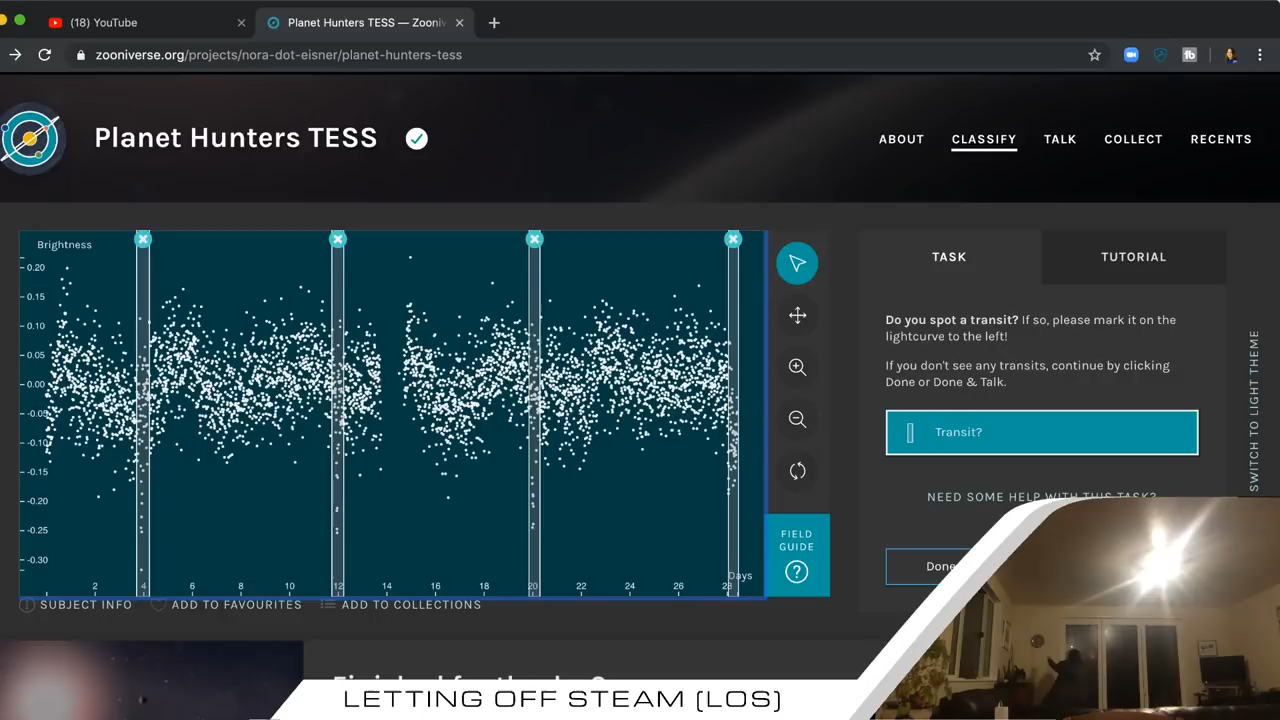 (18) YouTube
Planet Hunters TESS — Zooniv
zooniverse.org/projects/nora-dot-eisner/planet-hunters-tess
Planet Hunters TESS
ABOUT CLASSIFY TALK COLLECT RECENTS
Brightness
0.20
0.15
0.10
0.05
0.00
-0.05
-0.10
-0.15
-0.20
-0.25
-0.30
2 4 6 8 10 12 14 16 18 20 22 24 26 28
Days
FIELD
GUIDE
?
SUBJECT INFO ADD TO FAVOURITES ADD TO COLLECTIONS
TASK TUTORIAL
Do you spot a transit? If so, please mark it on the
lightcurve to the left!
If you don't see any transits, continue by clicking
Done or Done & Talk.
Transit?
NEED SOME HELP WITH THIS TASK?
Done
SWITCH TO LIGHT THEME
LETTING OFF STEAM (LOS)